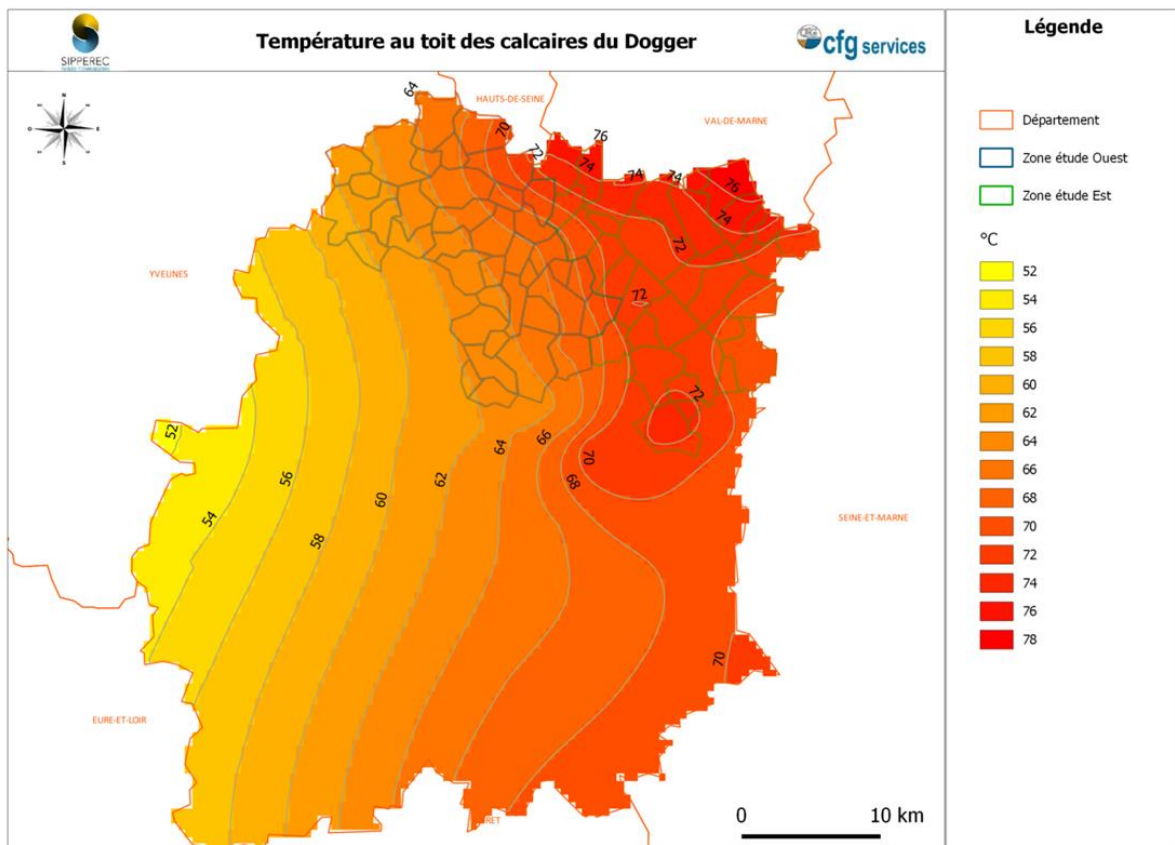 SIPPEREC
Température au toit des calcaires du Dogger
CFG
cfg services
Légende
N
O
E
S
HAUTS-DE-SEINE
VAL-DE-MARNE
YVELINES
SEINE-ET-MARNE
EURE-ET-LOIR
RET
64
70
72
76
74
74
74
76
74
72
72
72
52
54
56
58
60
62
64
66
68
70
70
0
10 km
Département
Zone étude Ouest
Zone étude Est
°C
52
54
56
58
60
62
64
66
68
70
72
74
76
78